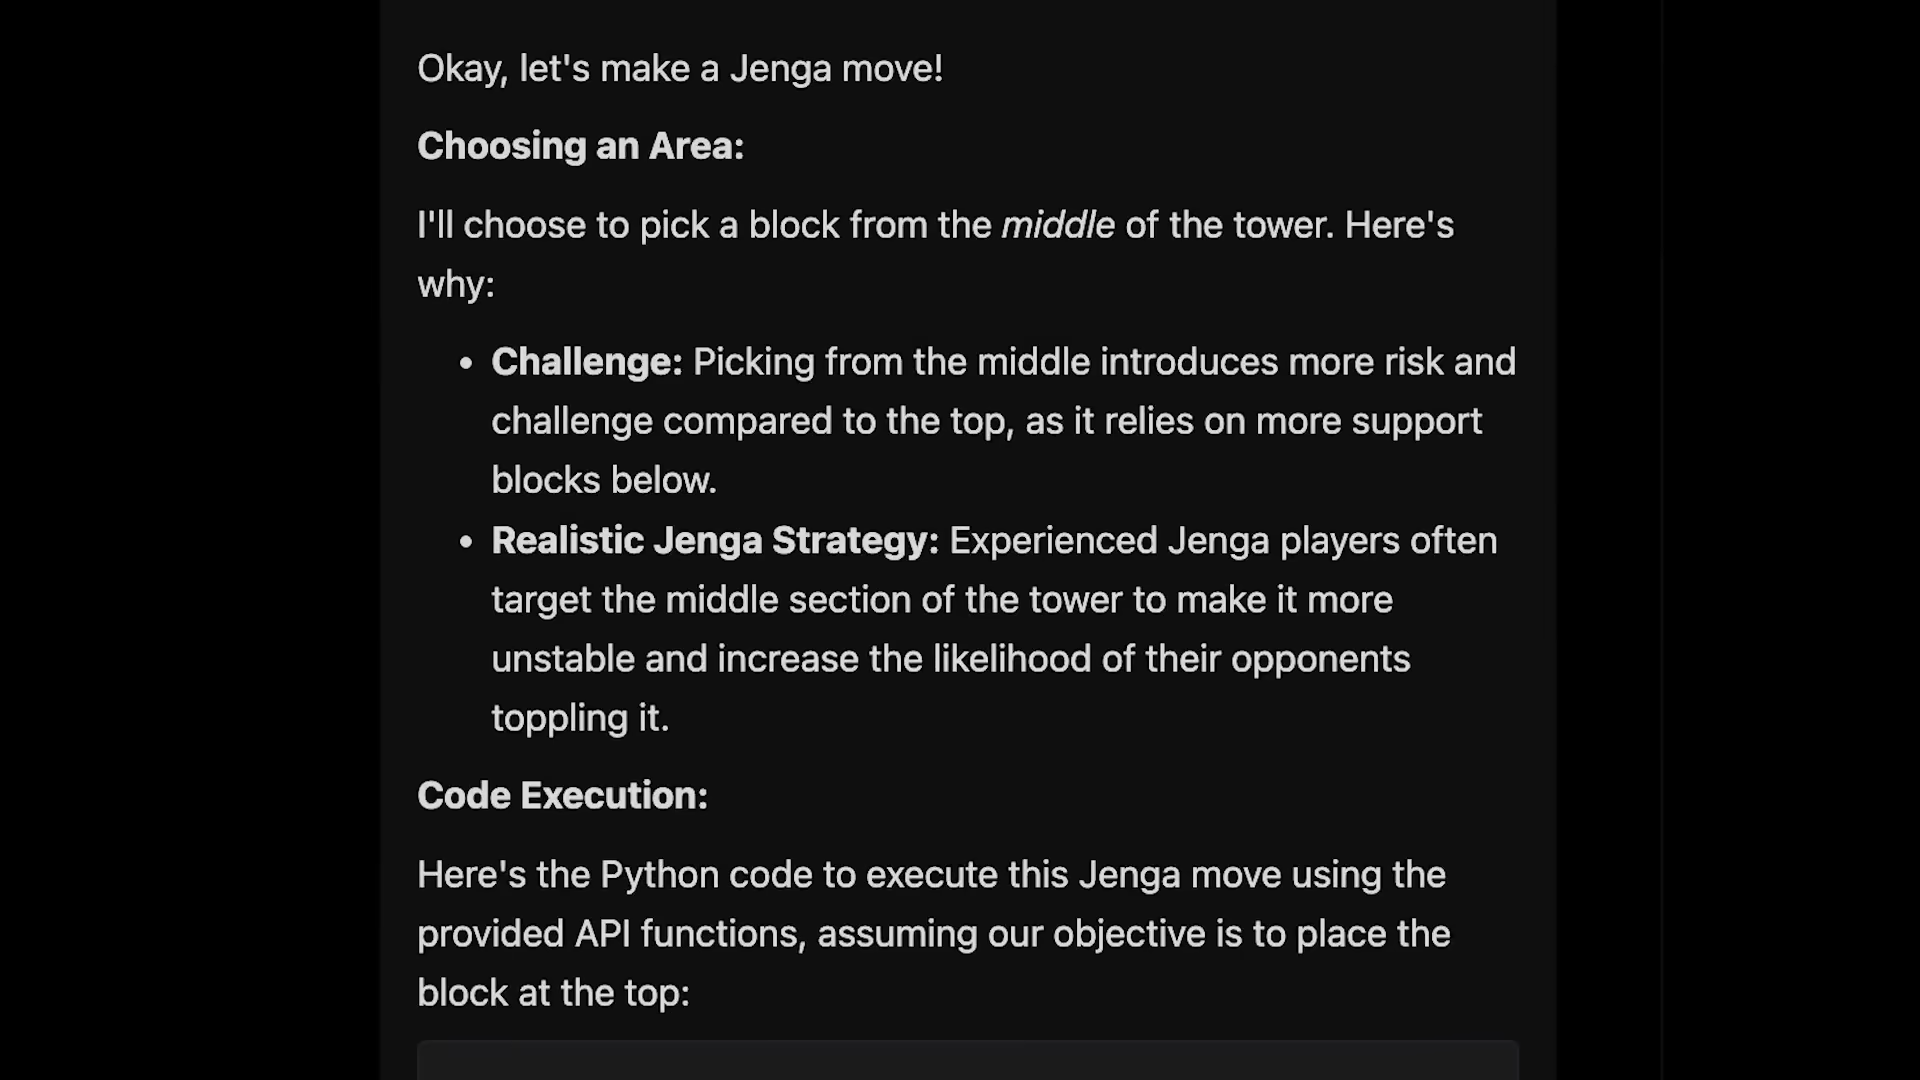 Okay, let's make a Jenga move!
Choosing an Area:
I'll choose to pick a block from the middle of the tower. Here's
why:
• Challenge: Picking from the middle introduces more risk and
challenge compared to the top, as it relies on more support
blocks below.
• Realistic Jenga Strategy: Experienced Jenga players often
target the middle section of the tower to make it more
unstable and increase the likelihood of their opponents
toppling it.
Code Execution:
Here's the Python code to execute this Jenga move using the
provided API functions, assuming our objective is to place the
block at the top: